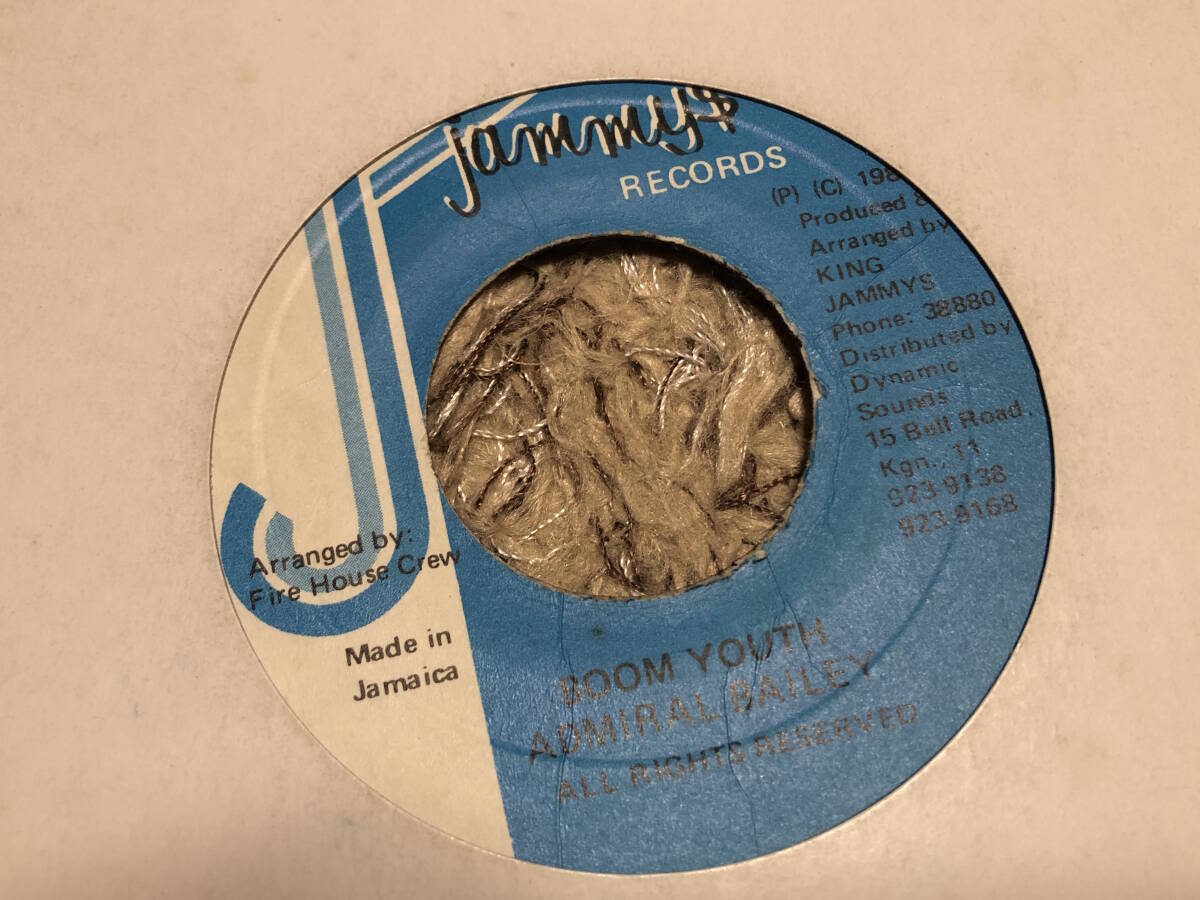 Jammy$
RECORDS
(P) (C) 198
Produced &
Arranged by
KING
JAMMYS
Phone: 38880
Distributed by
Dynamic
Sounds
15 Bell Road.
Kgn., 11
923-9138
923-9168
Arranged by:
Fire House Crew
Made in
Jamaica
BOOM YOUTH
ADMIRAL BAILEY
ALL RIGHTS RESERVED